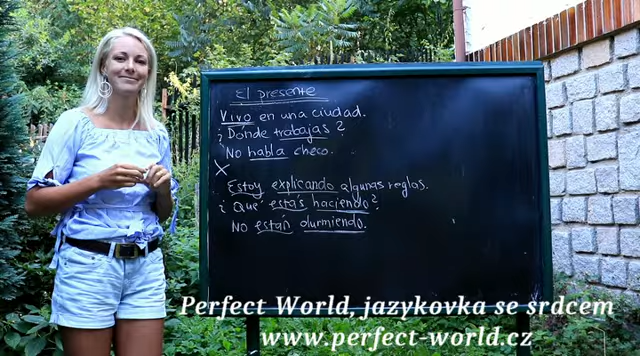 El presente
Vivo en una ciudad.
¿Dónde trabajas?
No habla checo.
X
Estoy explicando algunas reglas.
¿Qué estás haciendo?
No están durmiendo.
Perfect World, jazykovka se srdcem
www.perfect-world.cz